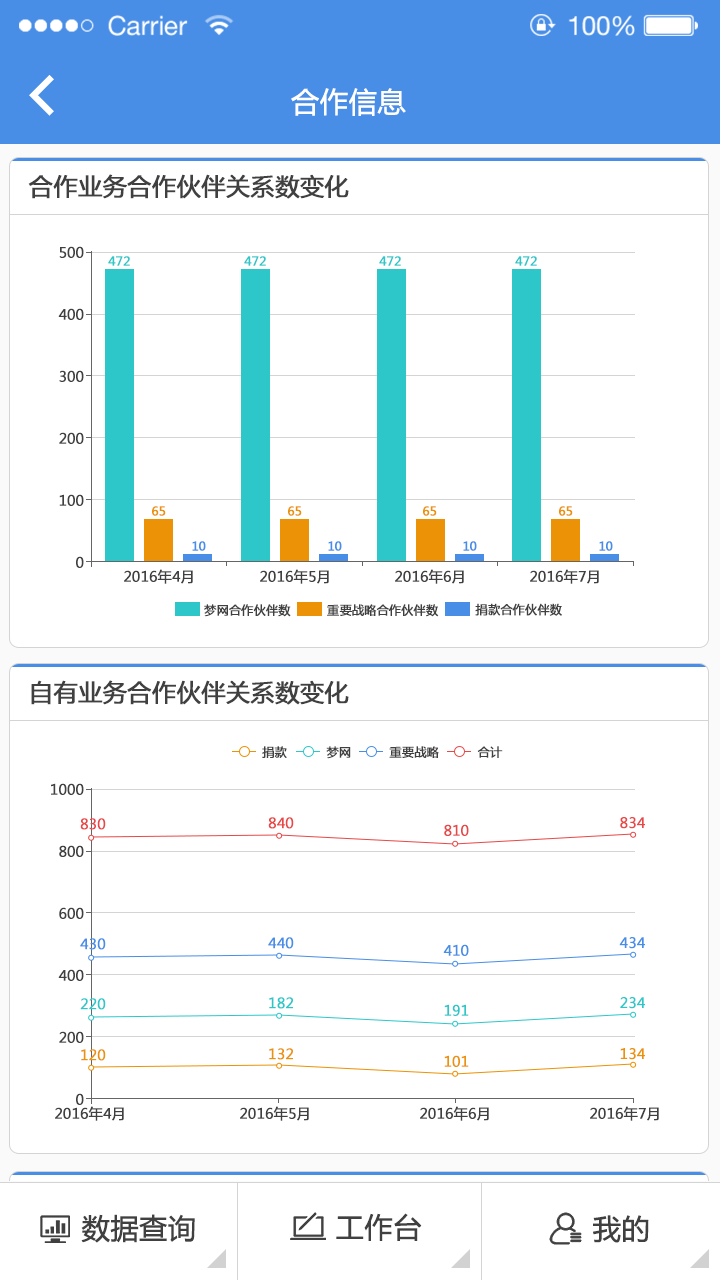 Carrier 100%
合作信息
合作业务合作伙伴关系数变化
500
472 472 472 472
400
300
200
100
65 65 65 65
10 10 10 10
0
2016年4月 2016年5月 2016年6月 2016年7月
梦网合作伙伴数 重要战略合作伙伴数 捐款合作伙伴数
自有业务合作伙伴关系数变化
捐款 梦网 重要战略 合计
1000
830 840 810 834
800
600
430 440 410 434
400
220 182 191 234
200
120 132 101 134
0
2016年4月 2016年5月 2016年6月 2016年7月
数据查询 工作台 我的